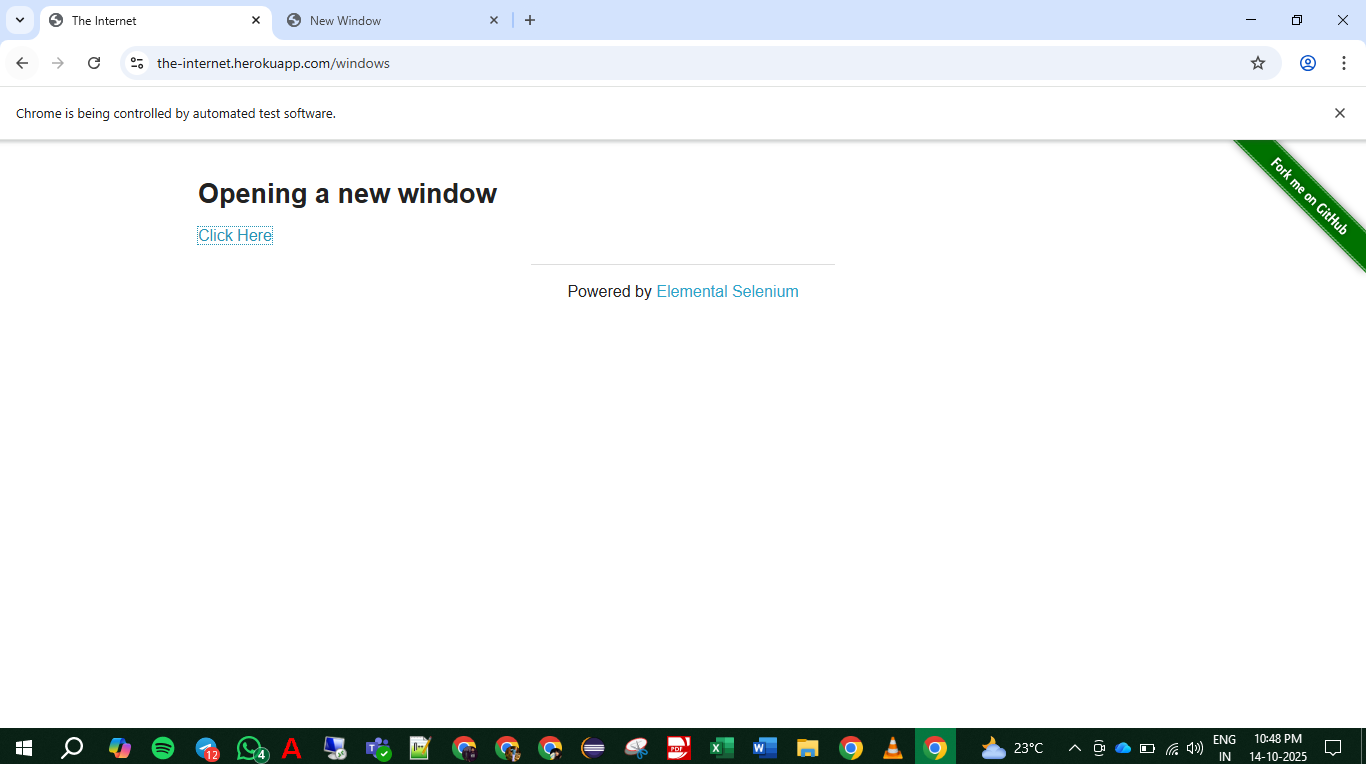 The Internet
New Window
the-internet.herokuapp.com/windows
Chrome is being controlled by automated test software.
Fork me on GitHub
Opening a new window
Click Here
Powered by Elemental Selenium
12
4
PDF
23°C
ENG
IN
10:48 PM
14-10-2025